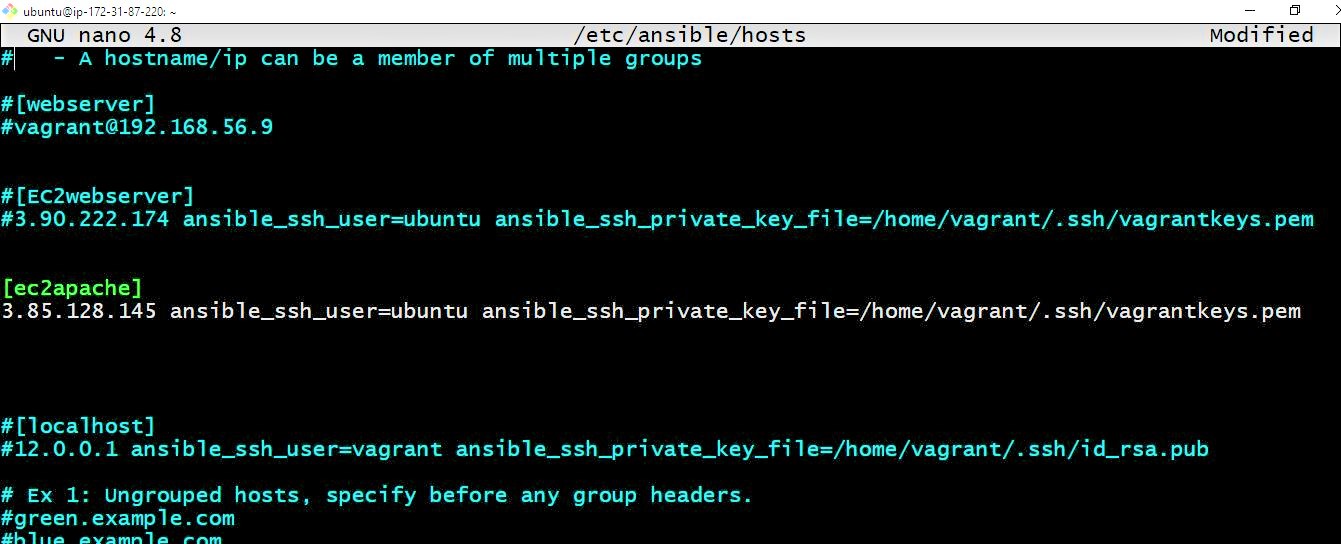 ubuntu@ip-172-31-87-220: ~
GNU nano 4.8 /etc/ansible/hosts Modified
#   - A hostname/ip can be a member of multiple groups
#[webserver]
#vagrant@192.168.56.9
#[EC2webserver]
#3.90.222.174 ansible_ssh_user=ubuntu ansible_ssh_private_key_file=/home/vagrant/.ssh/vagrantkeys.pem
[ec2apache]
3.85.128.145 ansible_ssh_user=ubuntu ansible_ssh_private_key_file=/home/vagrant/.ssh/vagrantkeys.pem
#[localhost]
#12.0.0.1 ansible_ssh_user=vagrant ansible_ssh_private_key_file=/home/vagrant/.ssh/id_rsa.pub
# Ex 1: Ungrouped hosts, specify before any group headers.
#green.example.com
#blue.example.com